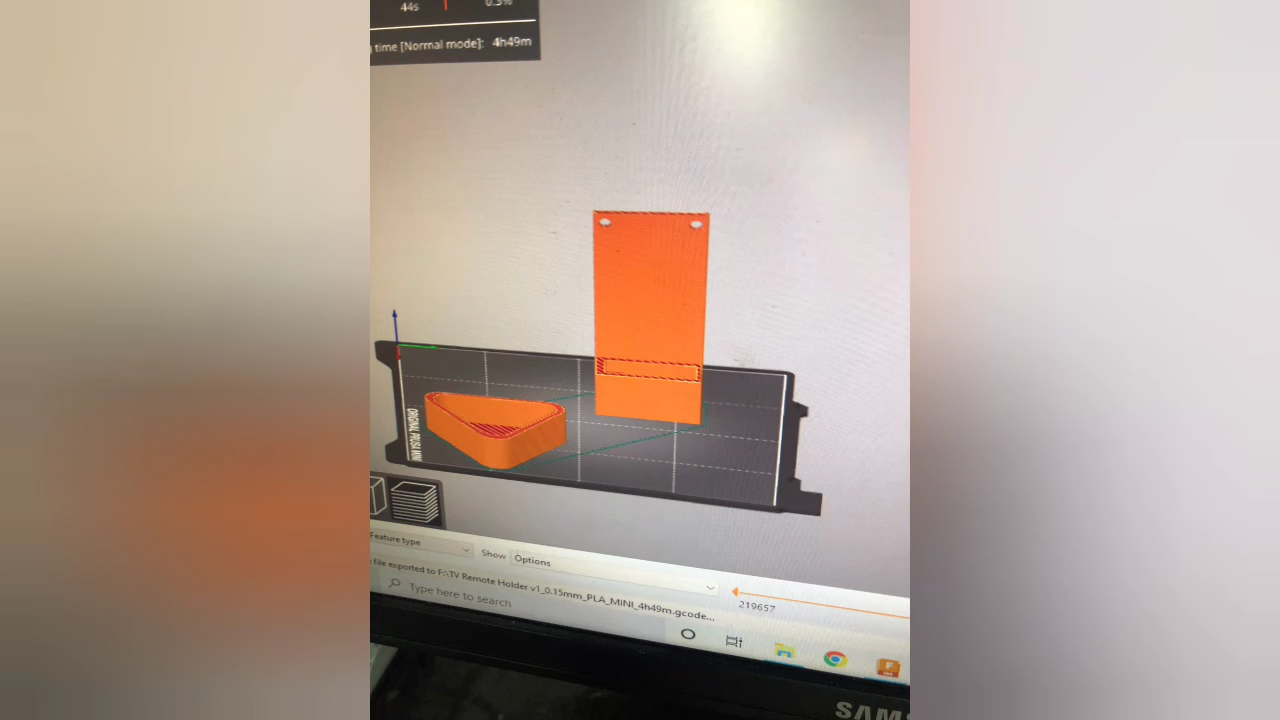 44s 0.3%
time [Normal mode]: 4h49m
ORIGINAL PRUSA MINI
Feature type
Show
Options
file exported to F:\TV Remote Holder v1_0.15mm_PLA_MINI_4h49m.gcode...
219657
Type here to search
SAMS